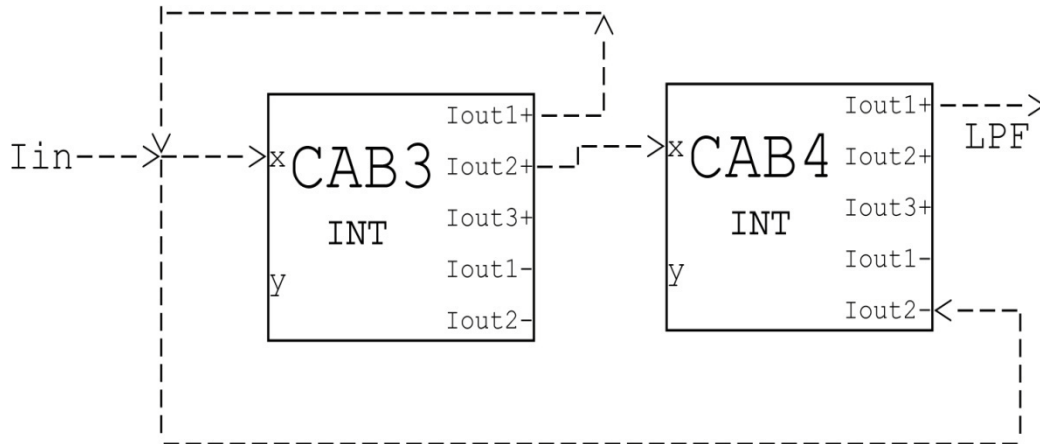 Iin
x
CAB3
INT
y
Iout1+
Iout2+
Iout3+
Iout1-
Iout2-
x
CAB4
INT
y
Iout1+
Iout2+
Iout3+
Iout1-
Iout2-
LPF